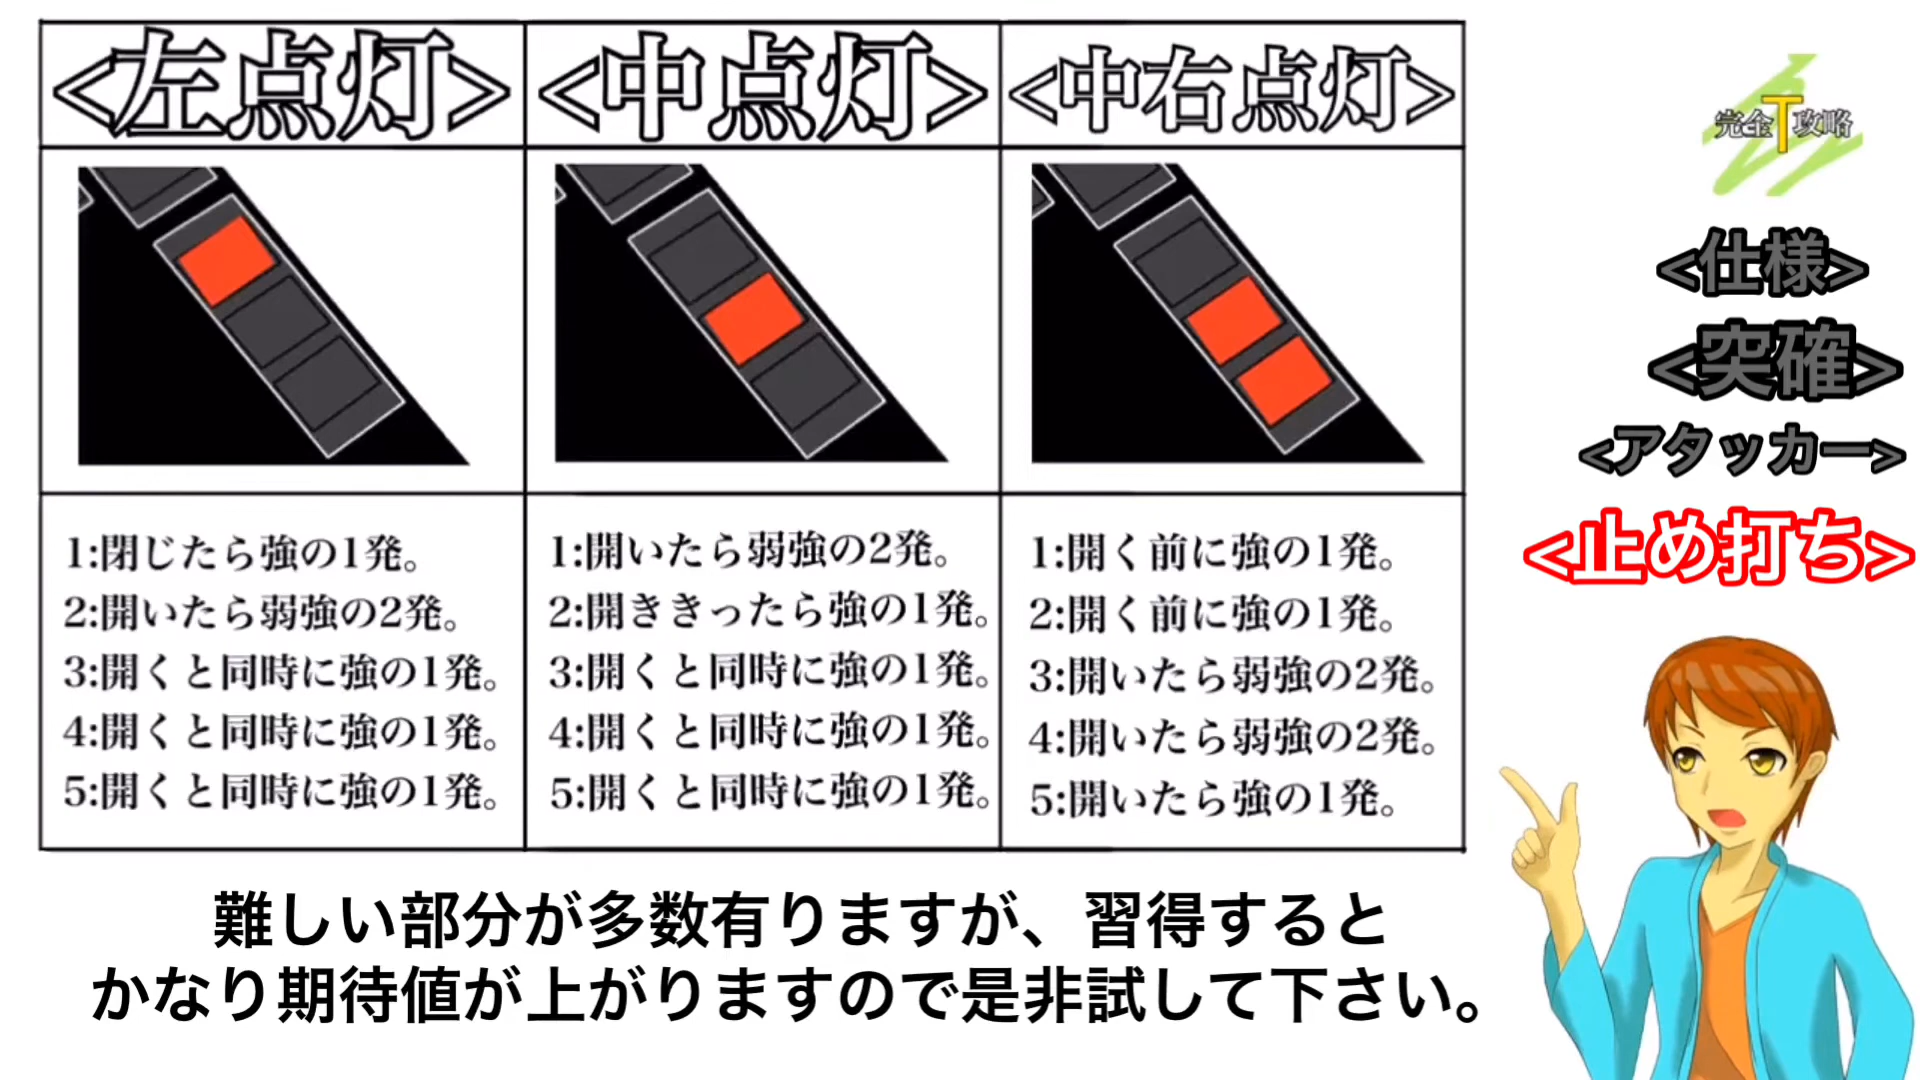 <左点灯>
<中点灯>
<中右点灯>
1:閉じたら強の1発。
2:開いたら弱強の2発。
3:開くと同時に強の1発。
4:開くと同時に強の1発。
5:開くと同時に強の1発。
1:開いたら弱強の2発。
2:開ききったら強の1発。
3:開くと同時に強の1発。
4:開くと同時に強の1発。
5:開くと同時に強の1発。
1:開く前に強の1発。
2:開く前に強の1発。
3:開いたら弱強の2発。
4:開いたら弱強の2発。
5:開いたら強の1発。
難しい部分が多数有りますが、習得すると
かなり期待値が上がりますので是非試して下さい。
完全T攻略
<仕様>
<突確>
<アタッカー>
<止め打ち>